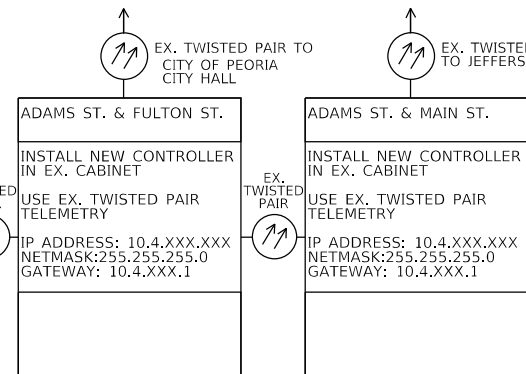 EX. TWISTED PAIR TO
CITY OF PEORIA
CITY HALL
EX.
TO JEFFERS
ADAMS ST. & FULTON ST.
INSTALL NEW CONTROLLER
IN EX. CABINET
USE EX. TWISTED PAIR
TELEMETRY
IP ADDRESS: 10.4.XXX.XXX
NETMASK:255.255.255.0
GATEWAY: 10.4.XXX.1
EX.
TWISTED
PAIR
ADAMS ST. & MAIN ST.
INSTALL NEW CONTROLLER
IN EX. CABINET
USE EX. TWISTED PAIR
TELEMETRY
IP ADDRESS: 10.4.XXX.XXX
NETMASK:255.255.255.0
GATEWAY: 10.4.XXX.1